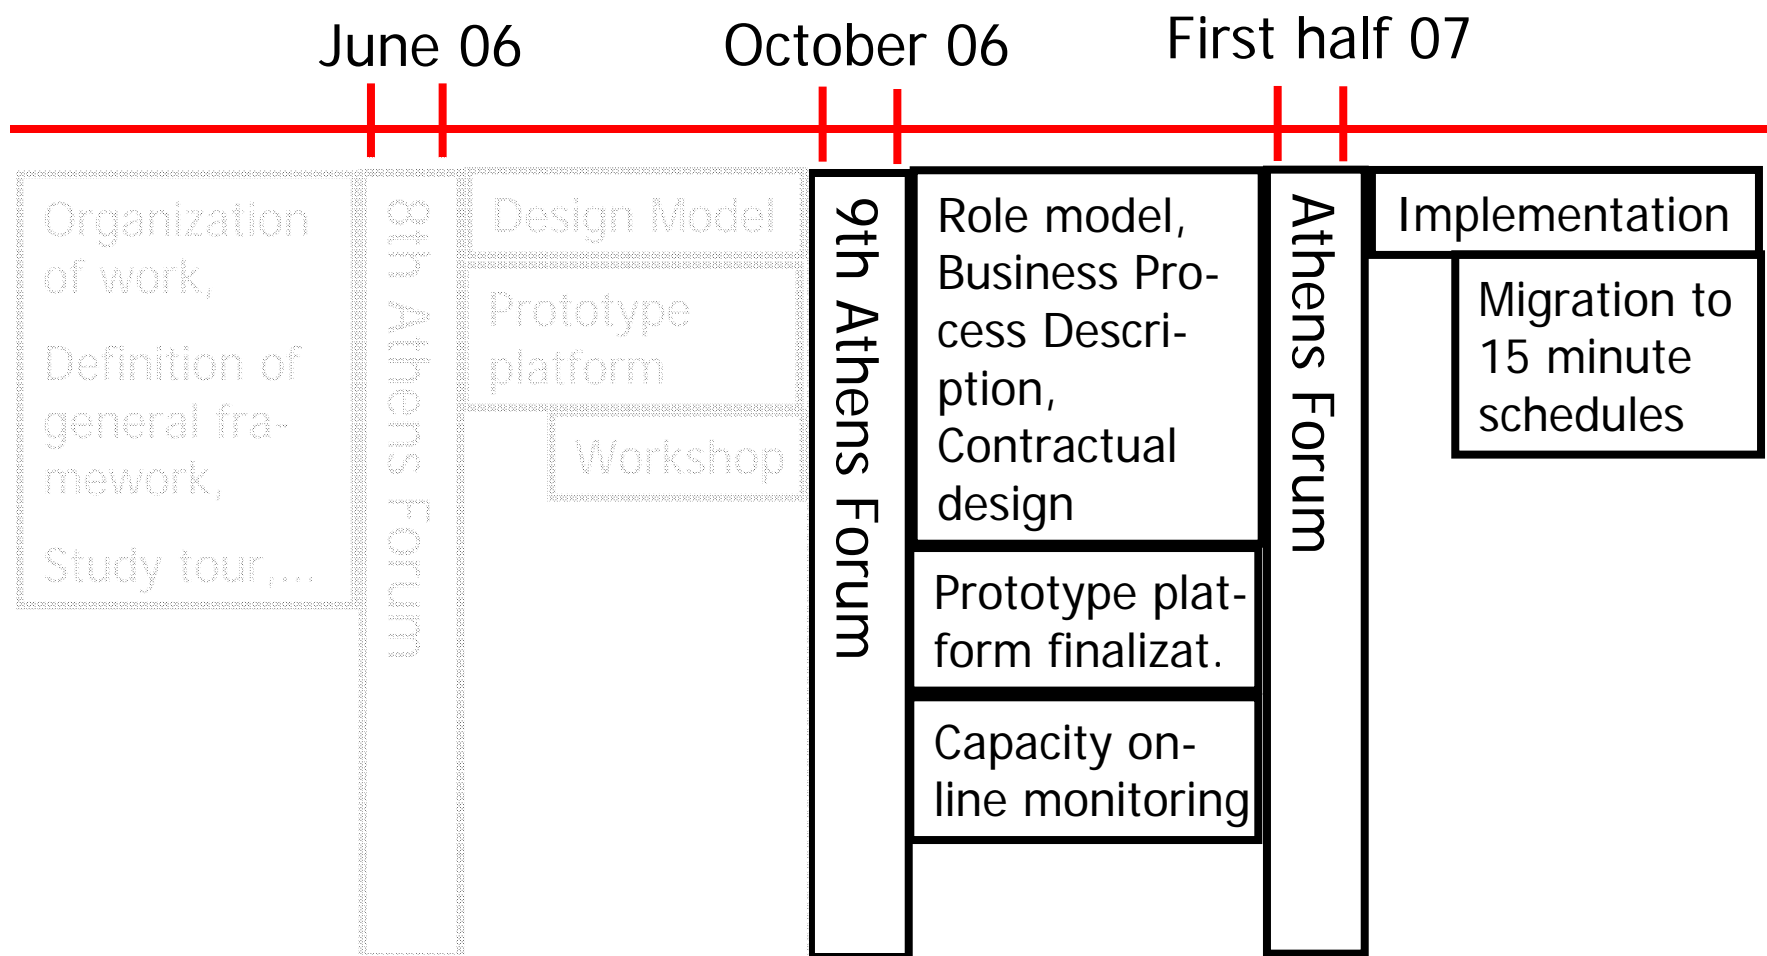 June 06
October 06
First half 07
Organization
of work,
Definition of
general fra-
mework,
Study tour,...
8th Athens Forum
Design Model
Prototype
platform
Workshop
9th Athens Forum
Role model,
Business Pro-
cess Descri-
ption,
Contractual
design
Prototype plat-
form finalizat.
Capacity on-
line monitoring
Athens Forum
Implementation
Migration to
15 minute
schedules